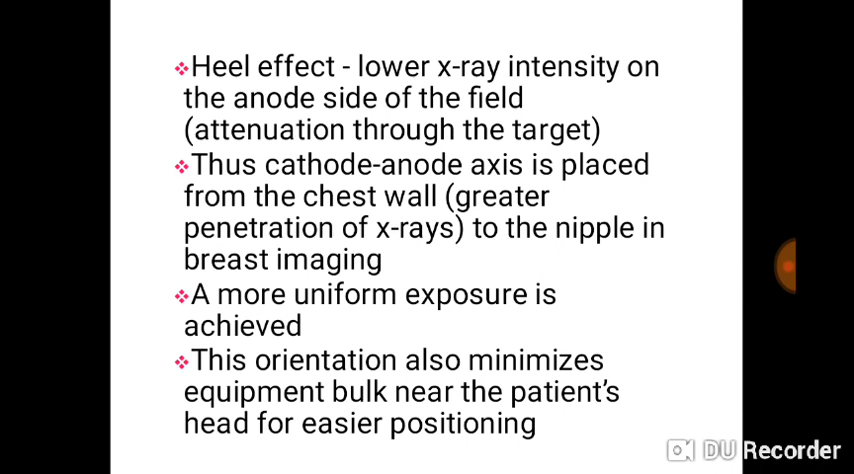 ❖Heel effect - lower x-ray intensity on
the anode side of the field
(attenuation through the target)
❖Thus cathode-anode axis is placed
from the chest wall (greater
penetration of x-rays) to the nipple in
breast imaging
❖A more uniform exposure is
achieved
❖This orientation also minimizes
equipment bulk near the patient’s
head for easier positioning
DU Recorder